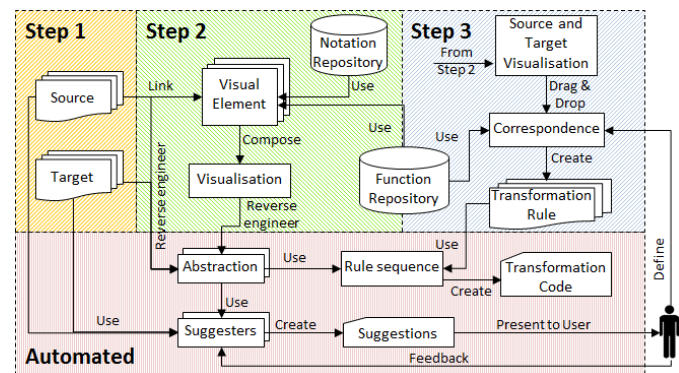 Step 1
Step 2
Step 3
Source
Target
Link
Reverse engineer
Visual
Element
Notation
Repository
Use
Compose
Visualisation
Reverse
engineer
Use
Function
Repository
From
Step 2
Source and
Target
Visualisation
Drag &
Drop
Use
Correspondence
Create
Transformation
Rule
Use
Abstraction
Use
Rule sequence
Create
Transformation
Code
Define
Use
Use
Suggesters
Create
Suggestions
Present to User
Feedback
Automated